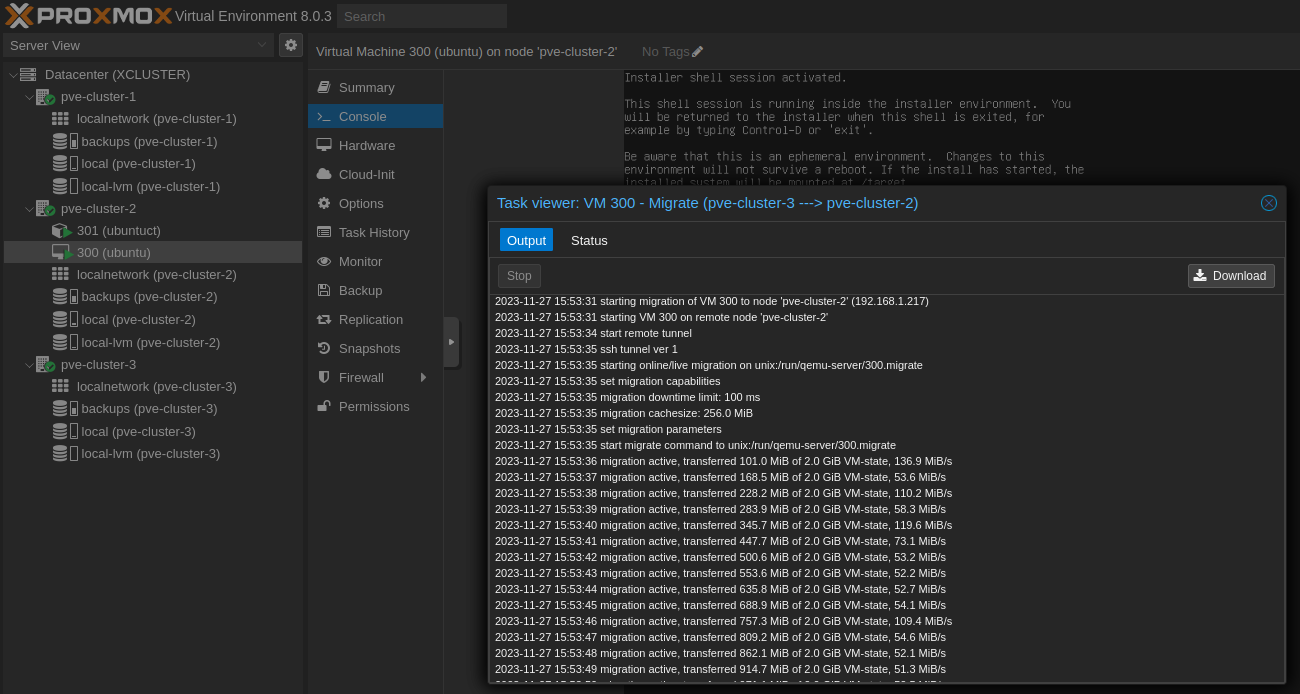 PROXMOX Virtual Environment 8.0.3 Search
Server View
Datacenter (XCLUSTER)
pve-cluster-1
localnetwork (pve-cluster-1)
backups (pve-cluster-1)
local (pve-cluster-1)
local-lvm (pve-cluster-1)
pve-cluster-2
301 (ubuntuct)
300 (ubuntu)
localnetwork (pve-cluster-2)
backups (pve-cluster-2)
local (pve-cluster-2)
local-lvm (pve-cluster-2)
pve-cluster-3
localnetwork (pve-cluster-3)
backups (pve-cluster-3)
local (pve-cluster-3)
local-lvm (pve-cluster-3)
Virtual Machine 300 (ubuntu) on node 'pve-cluster-2' No Tags
Summary
Console
Hardware
Cloud-Init
Options
Task History
Monitor
Backup
Replication
Snapshots
Firewall
Permissions
Installer shell session activated.
This shell session is running inside the installer environment. You
will be returned to the installer when this shell is exited, for
example by typing Control-D or 'exit'.
Be aware that this is an ephemeral environment. Changes to this
environment will not survive a reboot. If the install has started, the
installed system will be mounted at /target.
Task viewer: VM 300 - Migrate (pve-cluster-3 ---> pve-cluster-2)
Output Status
Stop Download
2023-11-27 15:53:31 starting migration of VM 300 to node 'pve-cluster-2' (192.168.1.217)
2023-11-27 15:53:31 starting VM 300 on remote node 'pve-cluster-2'
2023-11-27 15:53:34 start remote tunnel
2023-11-27 15:53:35 ssh tunnel ver 1
2023-11-27 15:53:35 starting online/live migration on unix:/run/qemu-server/300.migrate
2023-11-27 15:53:35 set migration capabilities
2023-11-27 15:53:35 migration downtime limit: 100 ms
2023-11-27 15:53:35 migration cachesize: 256.0 MiB
2023-11-27 15:53:35 set migration parameters
2023-11-27 15:53:35 start migrate command to unix:/run/qemu-server/300.migrate
2023-11-27 15:53:36 migration active, transferred 101.0 MiB of 2.0 GiB VM-state, 136.9 MiB/s
2023-11-27 15:53:37 migration active, transferred 168.5 MiB of 2.0 GiB VM-state, 53.6 MiB/s
2023-11-27 15:53:38 migration active, transferred 228.2 MiB of 2.0 GiB VM-state, 110.2 MiB/s
2023-11-27 15:53:39 migration active, transferred 283.9 MiB of 2.0 GiB VM-state, 58.3 MiB/s
2023-11-27 15:53:40 migration active, transferred 345.7 MiB of 2.0 GiB VM-state, 119.6 MiB/s
2023-11-27 15:53:41 migration active, transferred 447.7 MiB of 2.0 GiB VM-state, 73.1 MiB/s
2023-11-27 15:53:42 migration active, transferred 500.6 MiB of 2.0 GiB VM-state, 53.2 MiB/s
2023-11-27 15:53:43 migration active, transferred 553.6 MiB of 2.0 GiB VM-state, 52.2 MiB/s
2023-11-27 15:53:44 migration active, transferred 635.8 MiB of 2.0 GiB VM-state, 52.7 MiB/s
2023-11-27 15:53:45 migration active, transferred 688.9 MiB of 2.0 GiB VM-state, 54.1 MiB/s
2023-11-27 15:53:46 migration active, transferred 757.3 MiB of 2.0 GiB VM-state, 109.4 MiB/s
2023-11-27 15:53:47 migration active, transferred 809.2 MiB of 2.0 GiB VM-state, 54.6 MiB/s
2023-11-27 15:53:48 migration active, transferred 862.1 MiB of 2.0 GiB VM-state, 52.1 MiB/s
2023-11-27 15:53:49 migration active, transferred 914.7 MiB of 2.0 GiB VM-state, 51.3 MiB/s